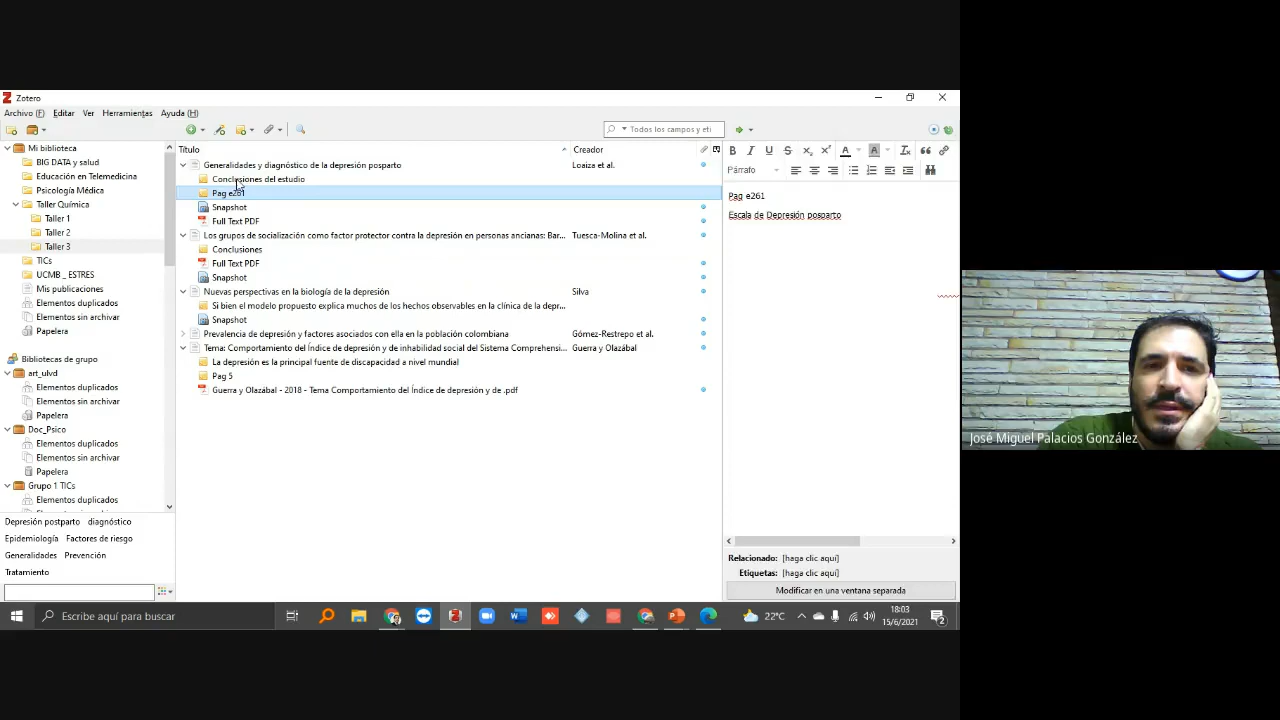 Zotero
Archivo (F) Editar Ver Herramientas Ayuda (H)
Todos los campos y eti
Mi biblioteca
BIG DATA y salud
Educación en Telemedicina
Psicología Médica
Taller Química
Taller 1
Taller 2
Taller 3
TICs
UCMB _ ESTRES
Mis publicaciones
Elementos duplicados
Elementos sin archivar
Papelera
Bibliotecas de grupo
art_ulvd
Elementos duplicados
Elementos sin archivar
Papelera
Doc_Psico
Elementos duplicados
Elementos sin archivar
Papelera
Grupo 1 TICs
Elementos duplicados
Depresión postparto diagnóstico
Epidemiología Factores de riesgo
Generalidades Prevención
Tratamiento
Título Creador
Generalidades y diagnóstico de la depresión posparto Loaiza et al.
Conclusiones del estudio
Pag e261
Snapshot
Full Text PDF
Los grupos de socialización como factor protector contra la depresión en personas ancianas: Bar... Tuesca-Molina et al.
Conclusiones
Full Text PDF
Snapshot
Nuevas perspectivas en la biología de la depresión Silva
Si bien el modelo propuesto explica muchos de los hechos observables en la clínica de la depr...
Snapshot
Prevalencia de depresión y factores asociados con ella en la población colombiana Gómez-Restrepo et al.
Tema: Comportamiento del Índice de depresión y de inhabilidad social del Sistema Comprehensi... Guerra y Olazábal
La depresión es la principal fuente de discapacidad a nivel mundial
Pag 5
Guerra y Olazábal - 2018 - Tema Comportamiento del Índice de depresión y de .pdf
Párrafo
Pag e261
Escala de Depresión posparto
Relacionado: [haga clic aquí]
Etiquetas: [haga clic aquí]
Modificar en una ventana separada
José Miguel Palacios González
Escribe aquí para buscar
22°C
18:03
15/6/2021
2